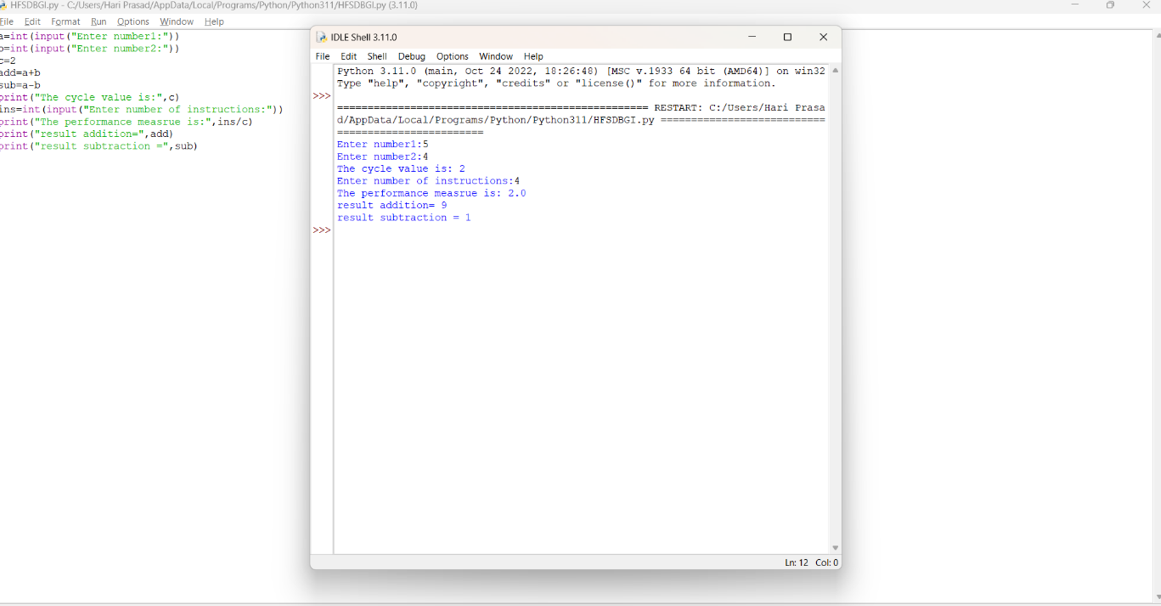 HFSDBGI.py - C:/Users/Hari Prasad/AppData/Local/Programs/Python/Python311/HFSDBGI.py (3.11.0)
File Edit Format Run Options Window Help
a=int(input("Enter number1:"))
b=int(input("Enter number2:"))
c=2
add=a+b
sub=a-b
print("The cycle value is:",c)
ins=int(input("Enter number of instructions:"))
print("The performance measrue is:",ins/c)
print("result addition=",add)
print("result subtraction =",sub)
IDLE Shell 3.11.0
File Edit Shell Debug Options Window Help
Python 3.11.0 (main, Oct 24 2022, 18:26:48) [MSC v.1933 64 bit (AMD64)] on win32
Type "help", "copyright", "credits" or "license()" for more information.
>>>
=================================================== RESTART: C:/Users/Hari Prasa
d/AppData/Local/Programs/Python/Python311/HFSDBGI.py ===========================
========================
Enter number1:5
Enter number2:4
The cycle value is: 2
Enter number of instructions:4
The performance measrue is: 2.0
result addition= 9
result subtraction = 1
>>>
Ln: 12 Col: 0